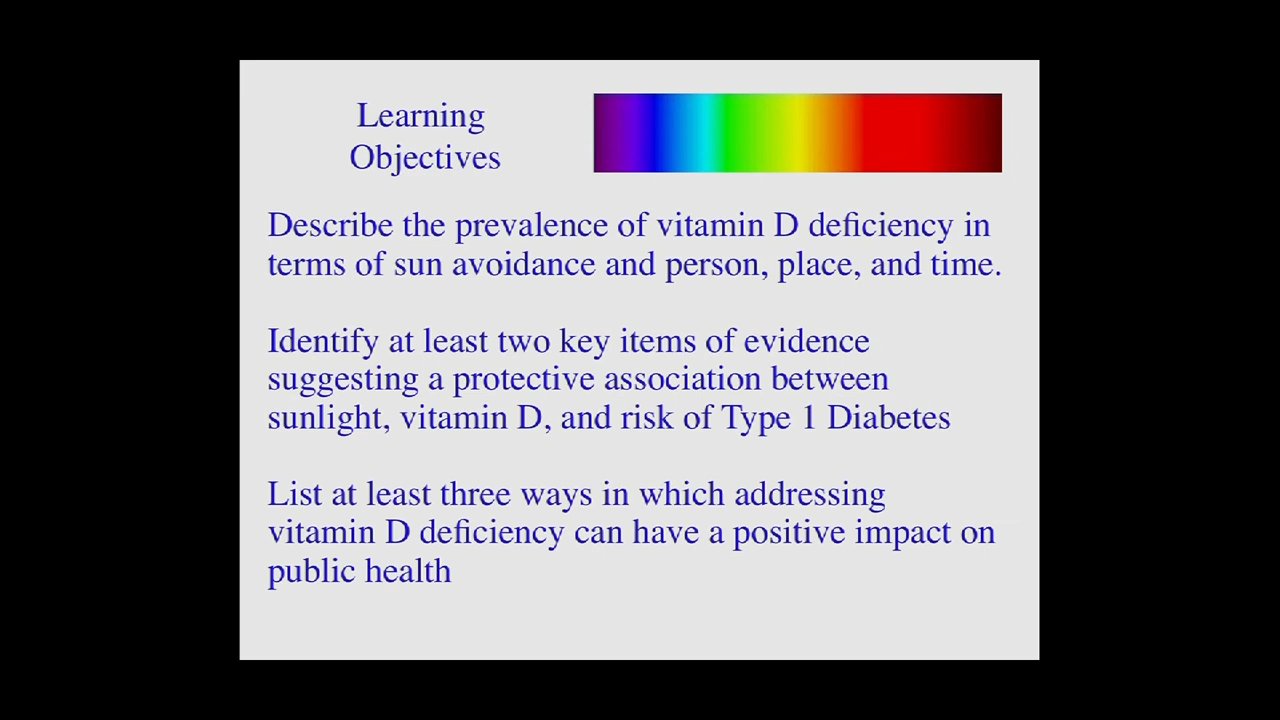 Learning
Objectives
Describe the prevalence of vitamin D deficiency in
terms of sun avoidance and person, place, and time.
Identify at least two key items of evidence
suggesting a protective association between
sunlight, vitamin D, and risk of Type 1 Diabetes
List at least three ways in which addressing
vitamin D deficiency can have a positive impact on
public health